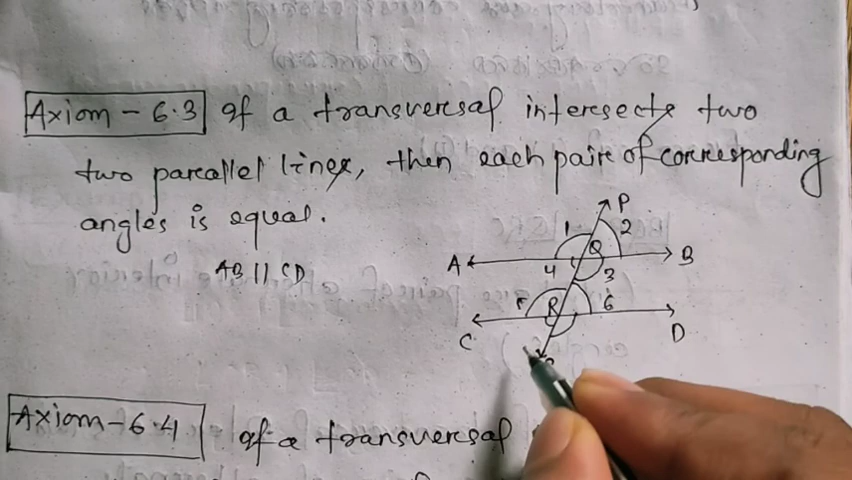 Axiom - 6.3 If a transversal intersects two
two parallel lines, then each paire of corresponding
angles is equal.
AB || CD
P
1 2
Q
A B
4 3
5 R 6
C D
Axiom - 6.4 If a transversal